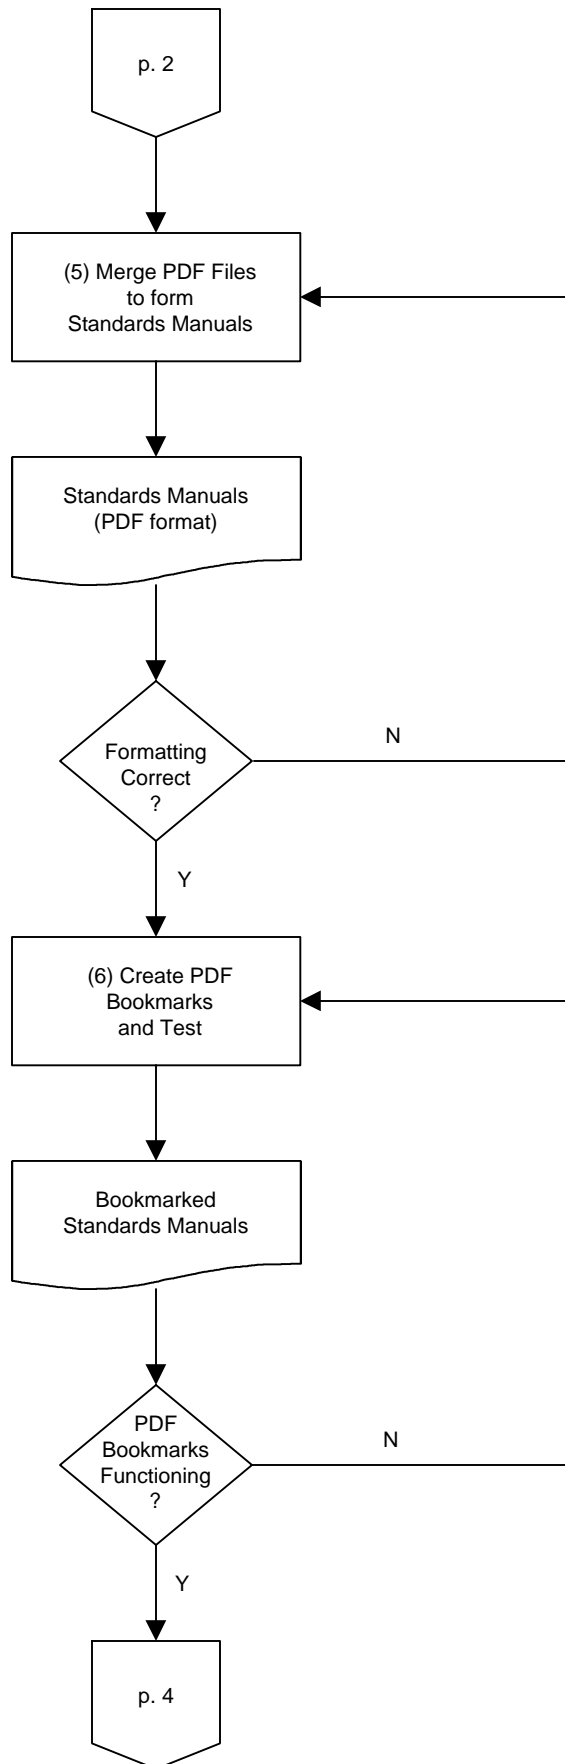 p. 2
(5) Merge PDF Files
to form
Standards Manuals
Standards Manuals
(PDF format)
Formatting
Correct
?
N
Y
(6) Create PDF
Bookmarks
and Test
Bookmarked
Standards Manuals
PDF
Bookmarks
Functioning
?
N
Y
p. 4